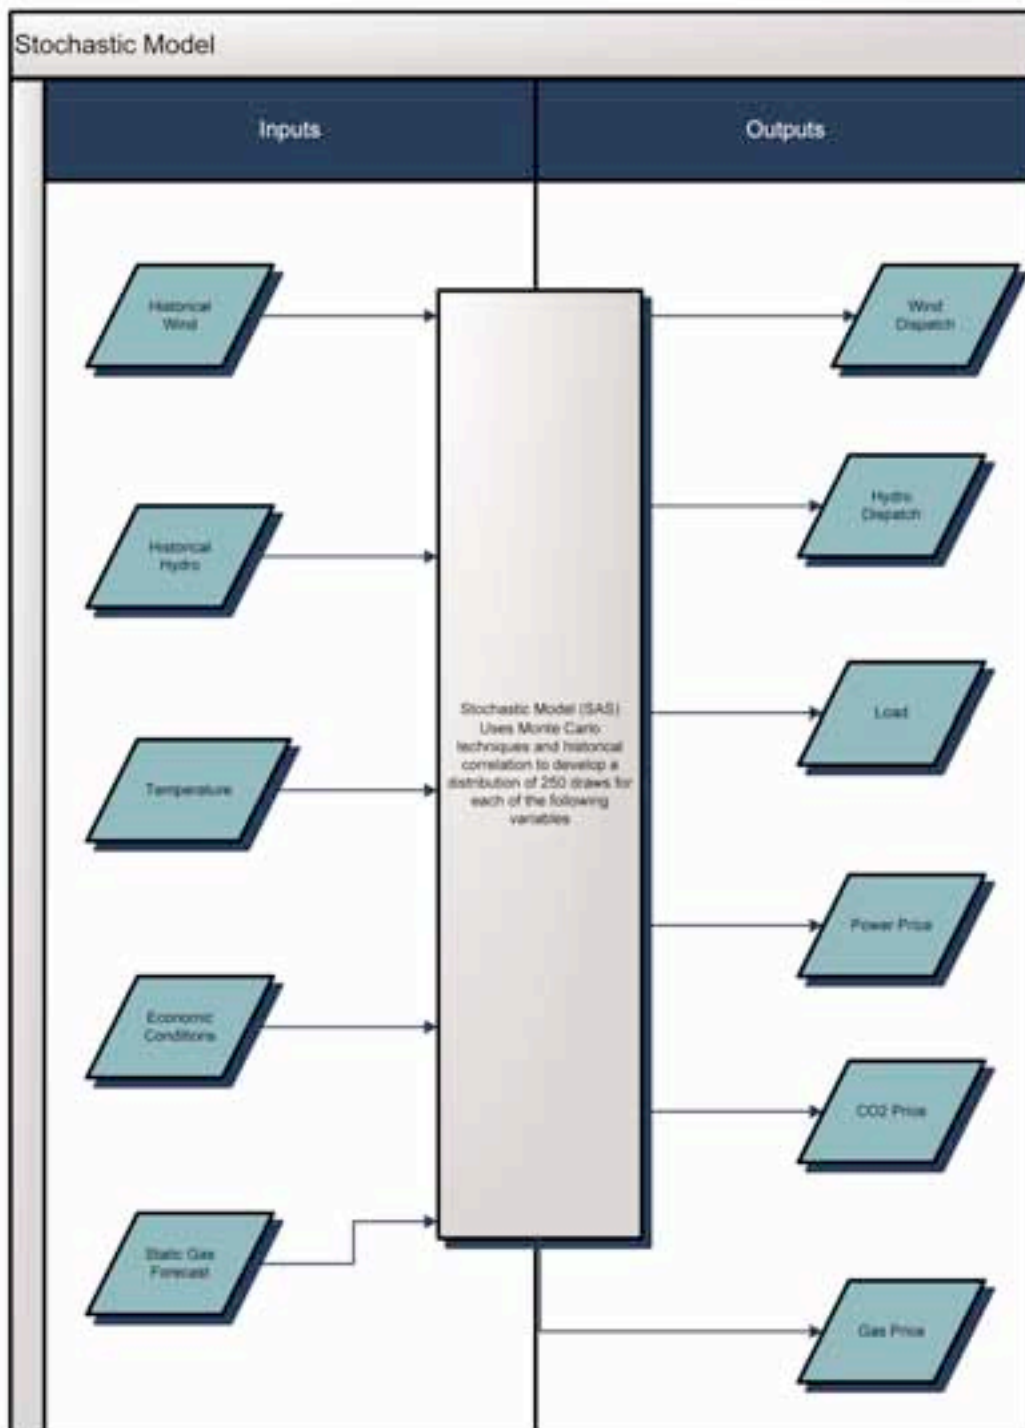 Stochastic Model
Inputs
Outputs
Historical
Wind
Wind
Dispatch
Hydro
Dispatch
Historical
Hydro
Load
Stochastic Model (SAS)
Uses Monte Carlo
techniques and historical
correlation to develop a
distribution of 250 draws for
each of the following
variables
Temperature
Power Price
Economic
Conditions
CO2 Price
Static Gas
Forecast
Gas Price